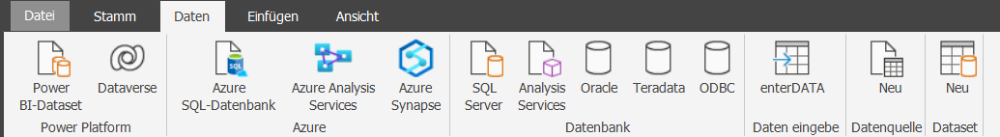 Datei Stamm Daten Einfügen Ansicht
Power BI-Dataset
Dataverse
Azure SQL-Datenbank
Azure Analysis Services
Azure Synapse
SQL Server
Analysis Services
Oracle
Teradata
ODBC
enterDATA
Neu
Neu
SQL
Power Platform
Azure
Datenbank
Daten eingebe
Datenquelle
Dataset